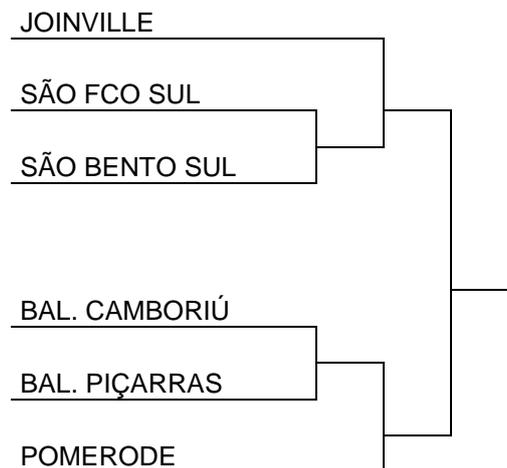 JOINVILLE
SÃO FCO SUL
SÃO BENTO SUL
BAL. CAMBORIÚ
BAL. PIÇARRAS
POMERODE